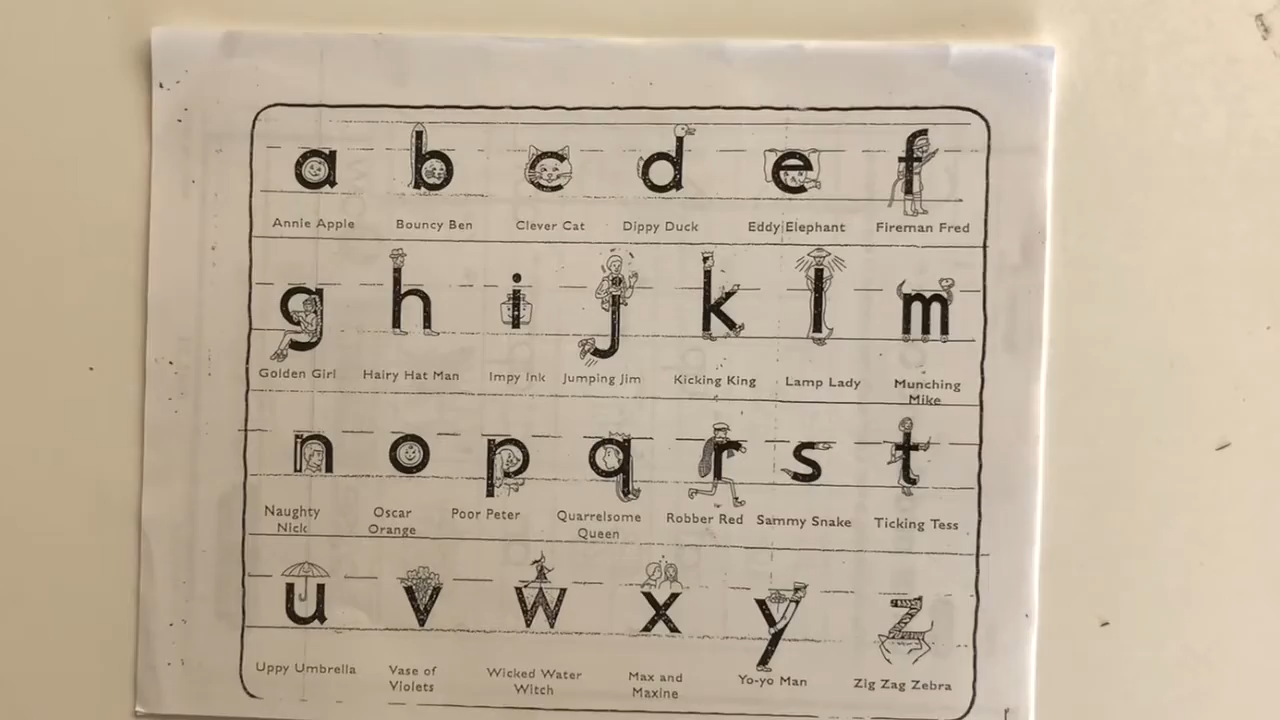 a b c d e f
Annie Apple Bouncy Ben Clever Cat Dippy Duck Eddy Elephant Fireman Fred
g h i j k l m
Golden Girl Hairy Hat Man Impy Ink Jumping Jim Kicking King Lamp Lady Munching
Mike
n o p q r s t
Naughty Oscar Poor Peter Quarrelsome Robber Red Sammy Snake Ticking Tess
Nick Orange Queen
u v w x y z
Uppy Umbrella Vase of Wicked Water Max and Yo-yo Man Zig Zag Zebra
Violets Witch Maxine